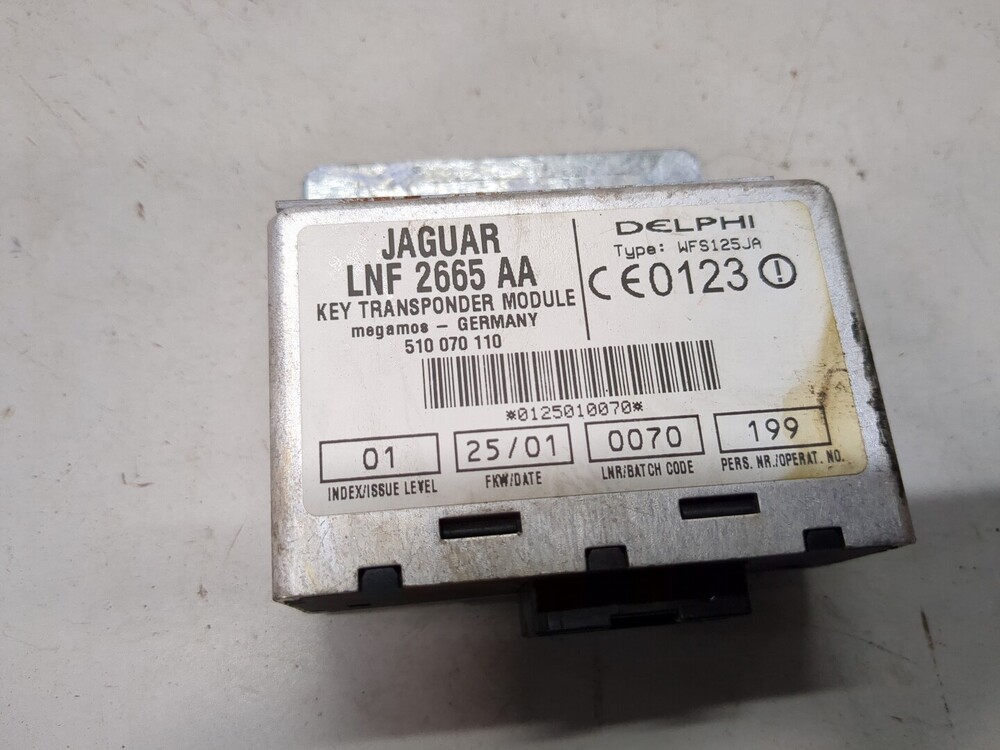 JAGUAR
LNF 2665 AA
KEY TRANSPONDER MODULE
megamos - GERMANY
510 070 110
DELPHI
Type: WFS125JA
CE0123
*0125010070*
01
INDEX/ISSUE LEVEL
25/01
FKW/DATE
0070
LNR/BATCH CODE
199
PERS. NR./OPERAT. NO.